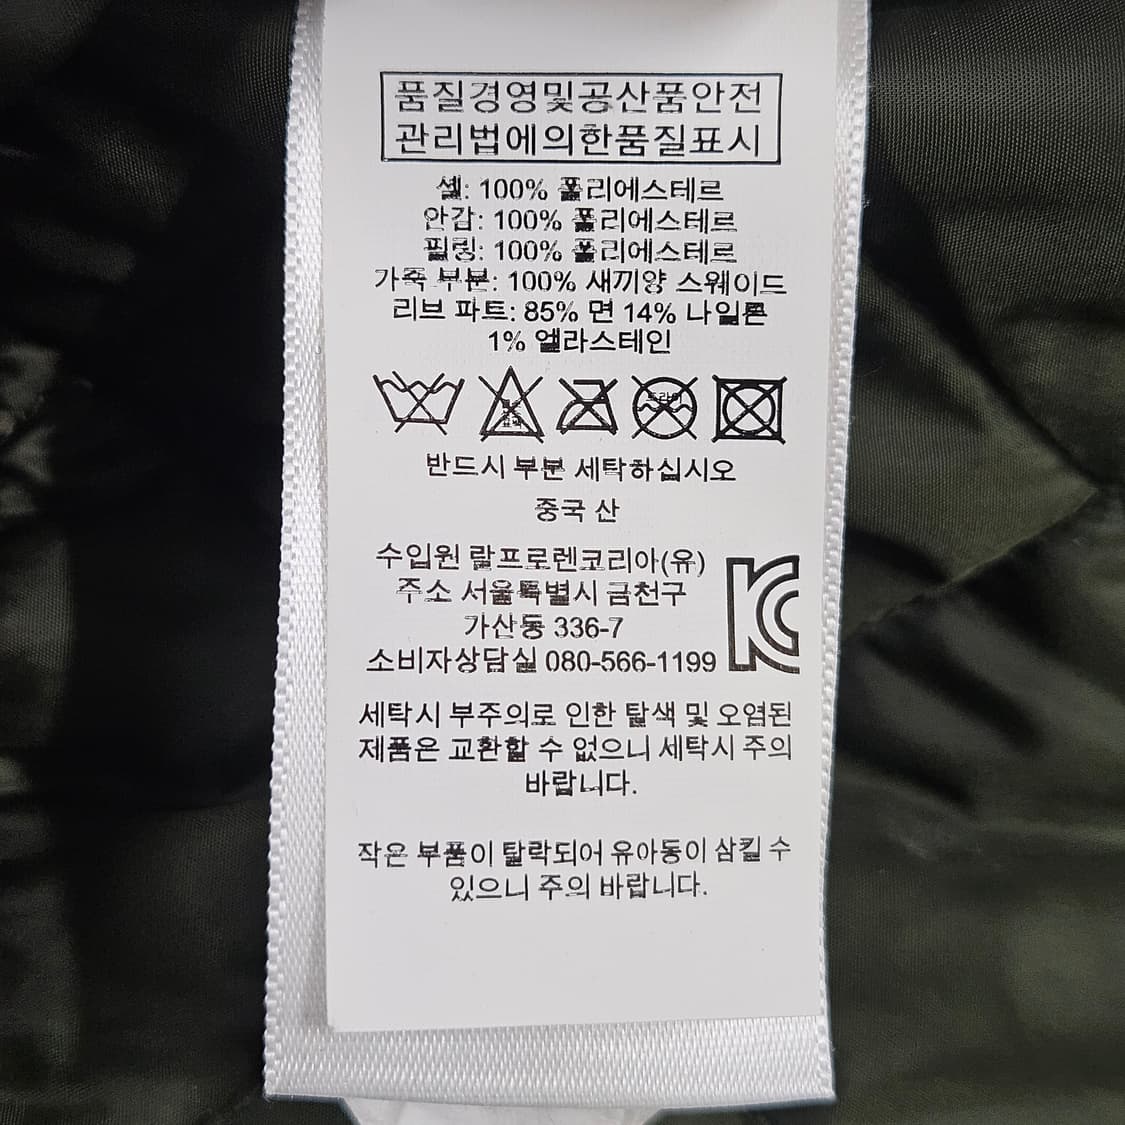 품질경영및공산품안전
관리법에의한품질표시
셸: 100% 폴리에스테르
안감: 100% 폴리에스테르
필링: 100% 폴리에스테르
가죽 부분: 100% 새끼양 스웨이드
리브 파트: 85% 면 14% 나일론
1% 엘라스테인
드라이
반드시 부분 세탁하십시오
중국 산
수입원 랄프로렌코리아(유)
주소 서울특별시 금천구
가산동 336-7
소비자상담실 080-566-1199
KC
세탁시 부주의로 인한 탈색 및 오염된
제품은 교환할 수 없으니 세탁시 주의
바랍니다.
작은 부품이 탈락되어 유아동이 삼킬 수
있으니 주의 바랍니다.